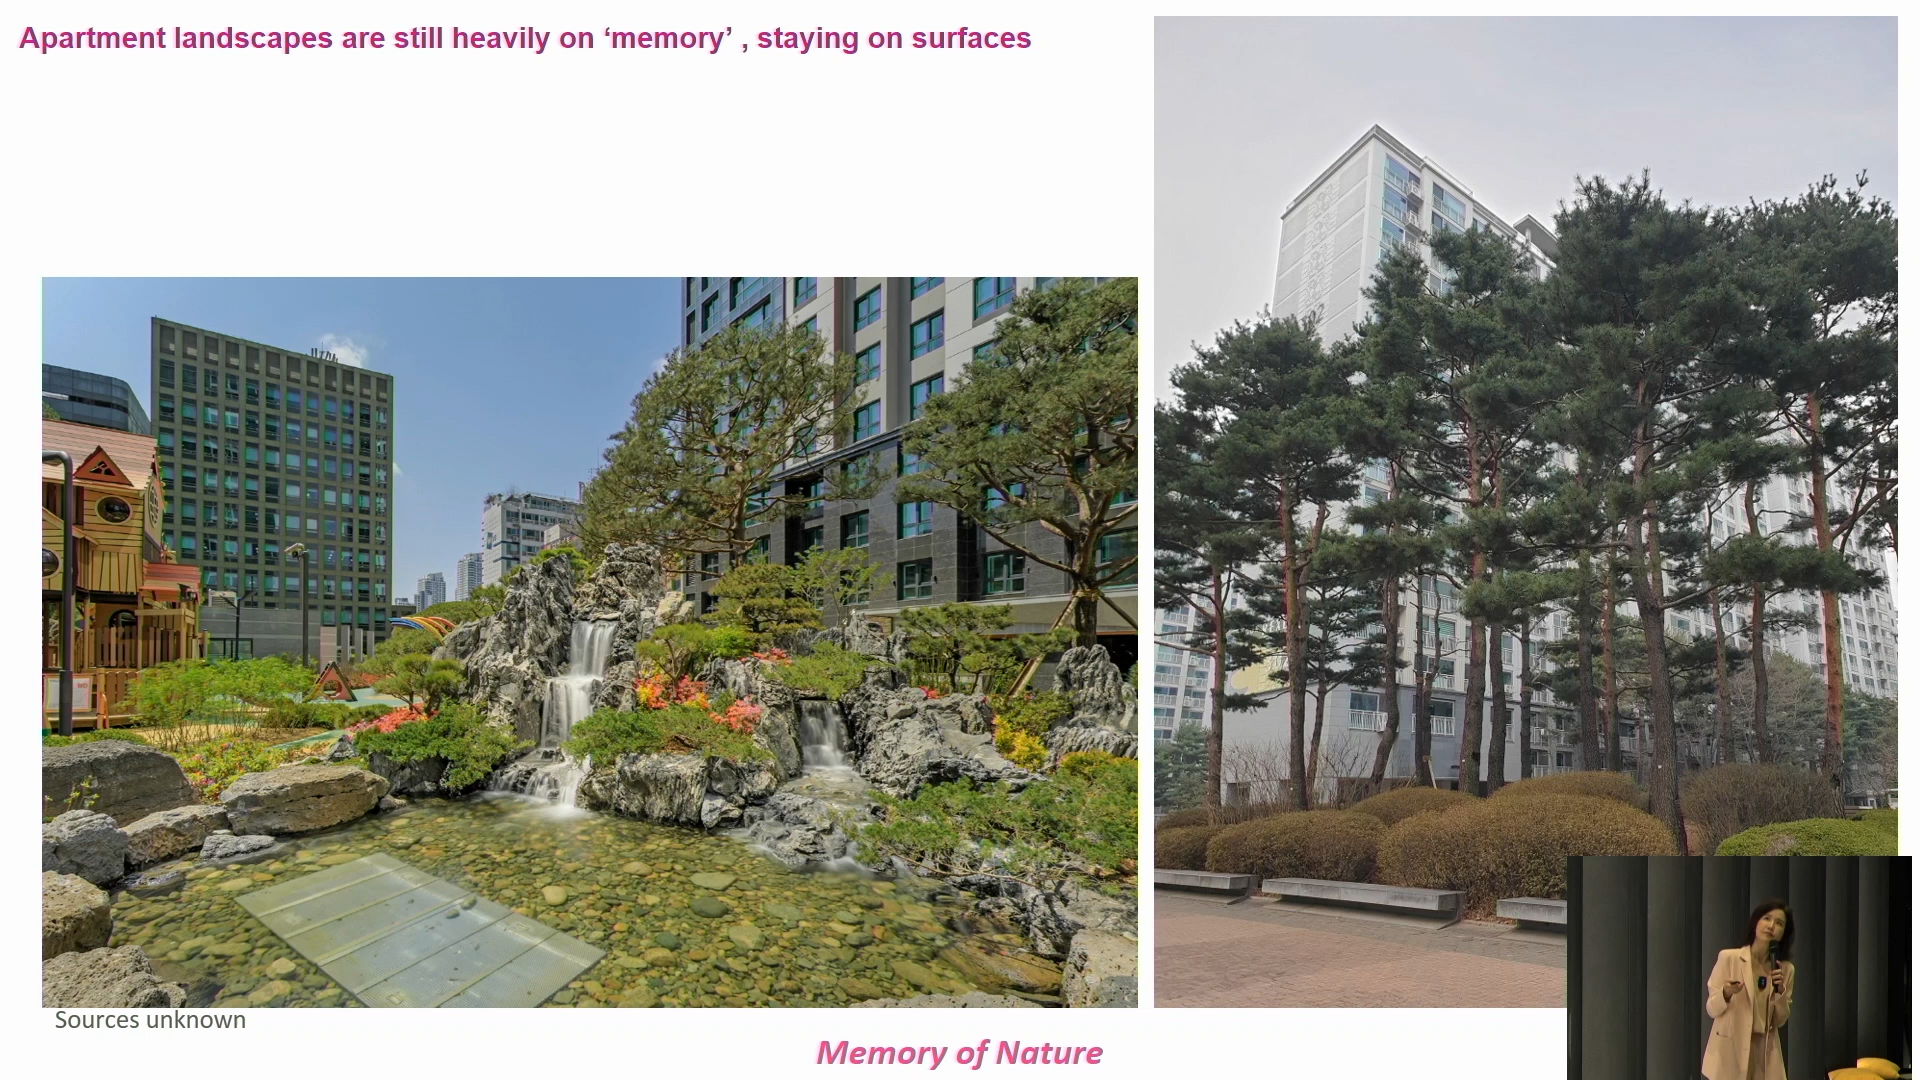 Apartment landscapes are still heavily on ‘memory’ , staying on surfaces
Sources unknown
Memory of Nature